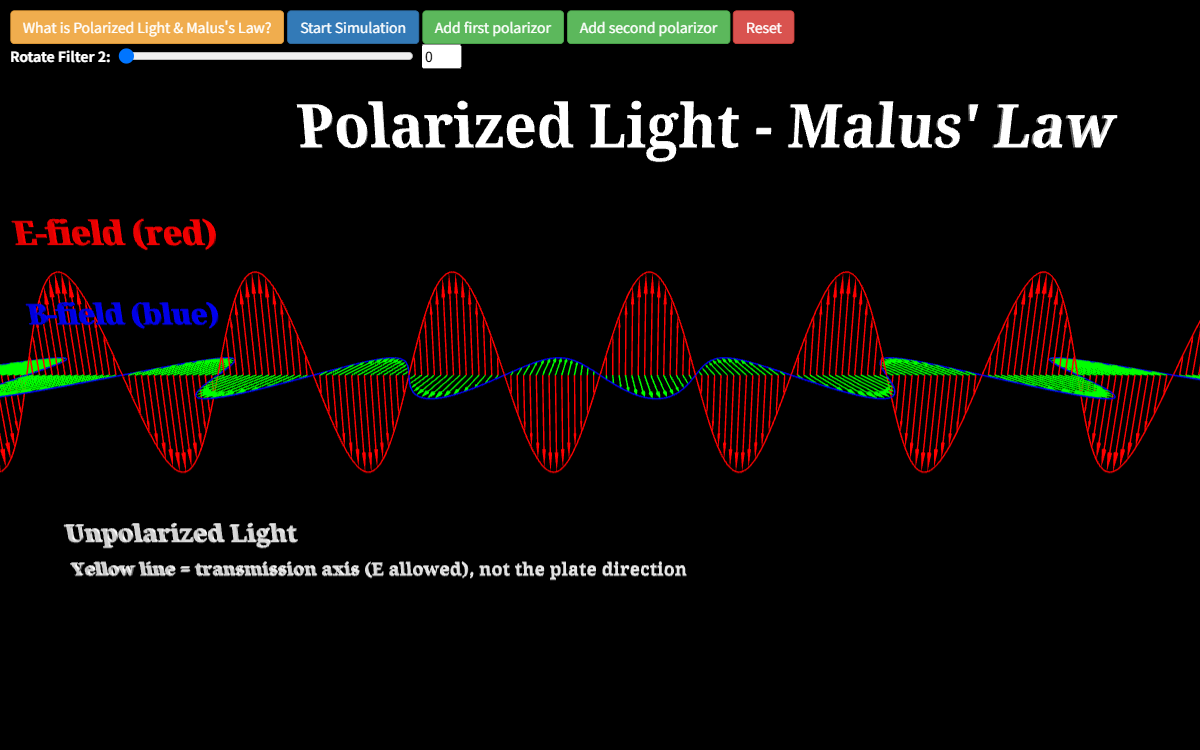 What is Polarized Light & Malus's Law? Start Simulation Add first polarizor Add second polarizor Reset
Rotate Filter 2: 0
Polarized Light - Malus' Law
E-field (red)
B-field (blue)
Unpolarized Light
Yellow line = transmission axis (E allowed), not the plate direction